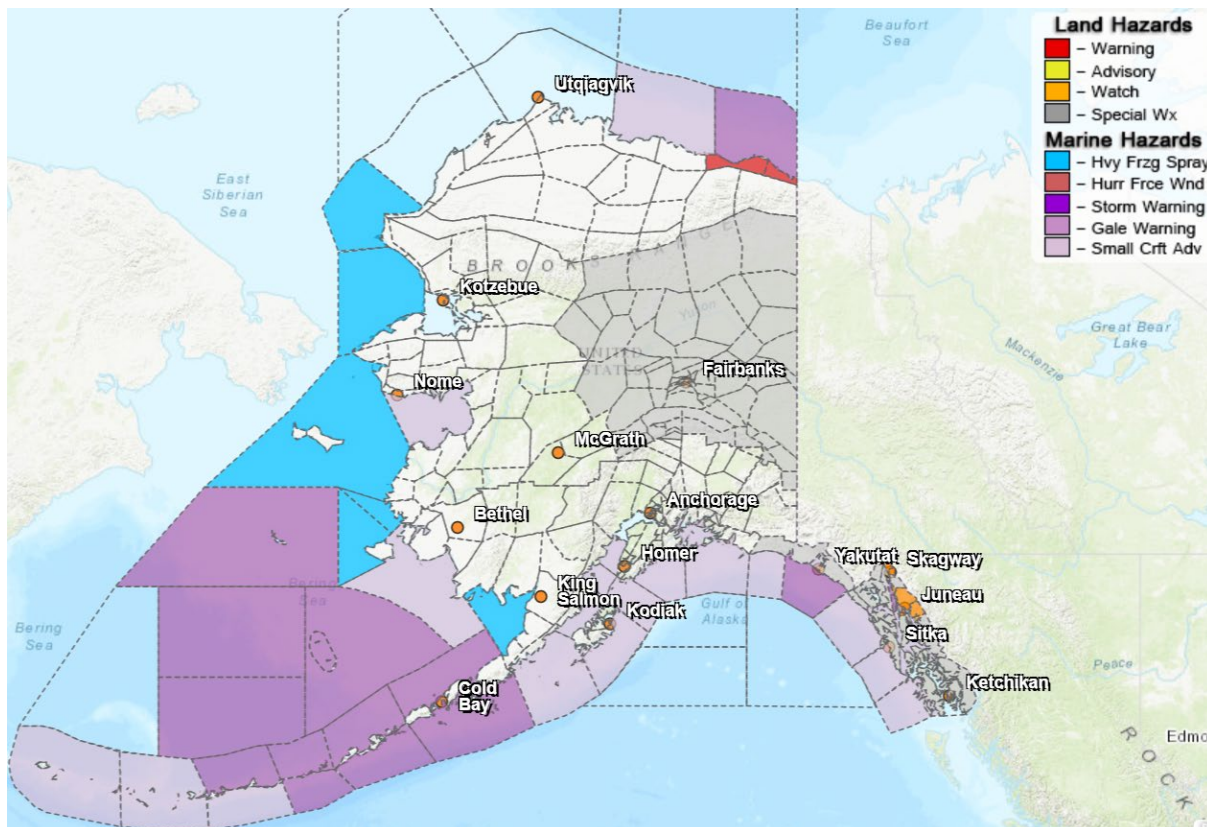 Beaufort
Sea
Land Hazards
– Warning
– Advisory
– Watch
– Special Wx
Marine Hazards
– Hvy Frzg Spray
– Hurr Frce Wnd
– Storm Warning
– Gale Warning
– Small Crft Adv
Utqiagvik
East
Siberian
Sea
BROOKS RANGE
Kotzebue
Yukon
Great Bear
Lake
Mackenzie
UNITED
STATES
Fairbanks
Nome
McGrath
Anchorage
Bethel
Homer
Yakutat
Skagway
Bering
Sea
King
Salmon
Juneau
Kodiak
Gulf of
Alaska
Bering
Sea
Sitka
Peace
Ketchikan
Cold
Bay
Edmo
ROCK